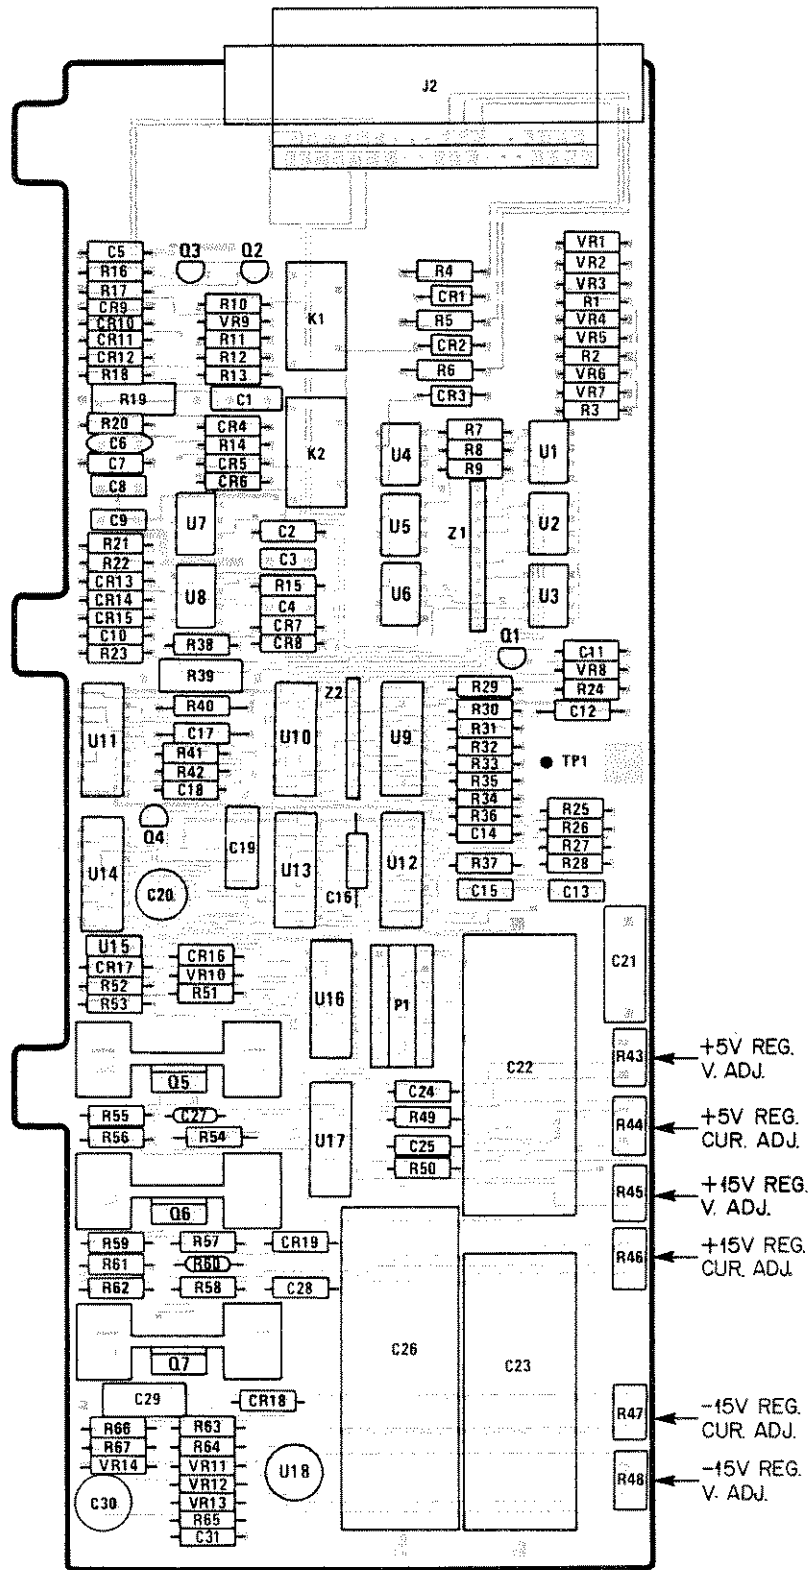 J2
C5
R16
R17
CR9
CR10
CR11
CR12
R18
R19
R20
C6
C7
C8
C9
R21
R22
CR13
CR14
CR15
C10
R23
Q3
Q2
R10
VR9
R11
R12
R13
C1
CR4
R14
CR5
CR6
K1
K2
U7
U8
C2
C3
R15
C4
CR7
CR8
R4
CR1
R5
CR2
R6
CR3
VR1
VR2
VR3
R1
VR4
VR5
R2
VR6
VR7
R3
U4
U5
U6
R7
R8
R9
Z1
U1
U2
U3
Q1
C11
VR8
R24
C12
R38
R39
R40
C17
R41
R42
C18
U11
U10
Z2
U9
R29
R30
R31
R32
R33
R35
R34
R36
C14
R37
C15
TP1
R25
R26
R27
R28
C13
Q4
C19
U14
C20
U13
C16
U12
U15
CR17
R52
R53
CR16
VR10
R51
U16
P1
C22
C21
Q5
R55
R56
C27
R54
U17
C24
R49
C25
R50
R43
+5V REG.
V. ADJ.
R44
+5V REG.
CUR. ADJ.
R45
+15V REG.
V. ADJ.
R46
+15V REG.
CUR. ADJ.
Q6
R59
R61
R62
R57
R60
R58
CR19
C28
Q7
C26
C23
C29
CR18
R66
R67
VR14
C30
R63
R64
VR11
VR12
VR13
R65
C31
U18
R47
-15V REG.
CUR. ADJ.
R48
-15V REG.
V. ADJ.